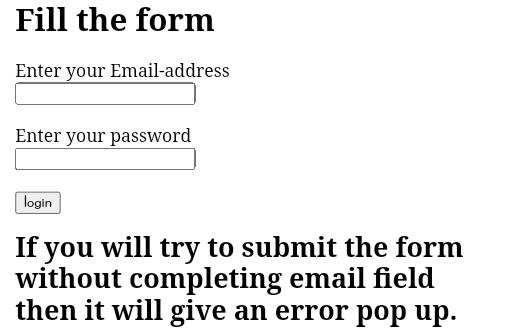 Fill the form
Enter your Email-address
Enter your password
login
If you will try to submit the form
without completing email field
then it will give an error pop up.